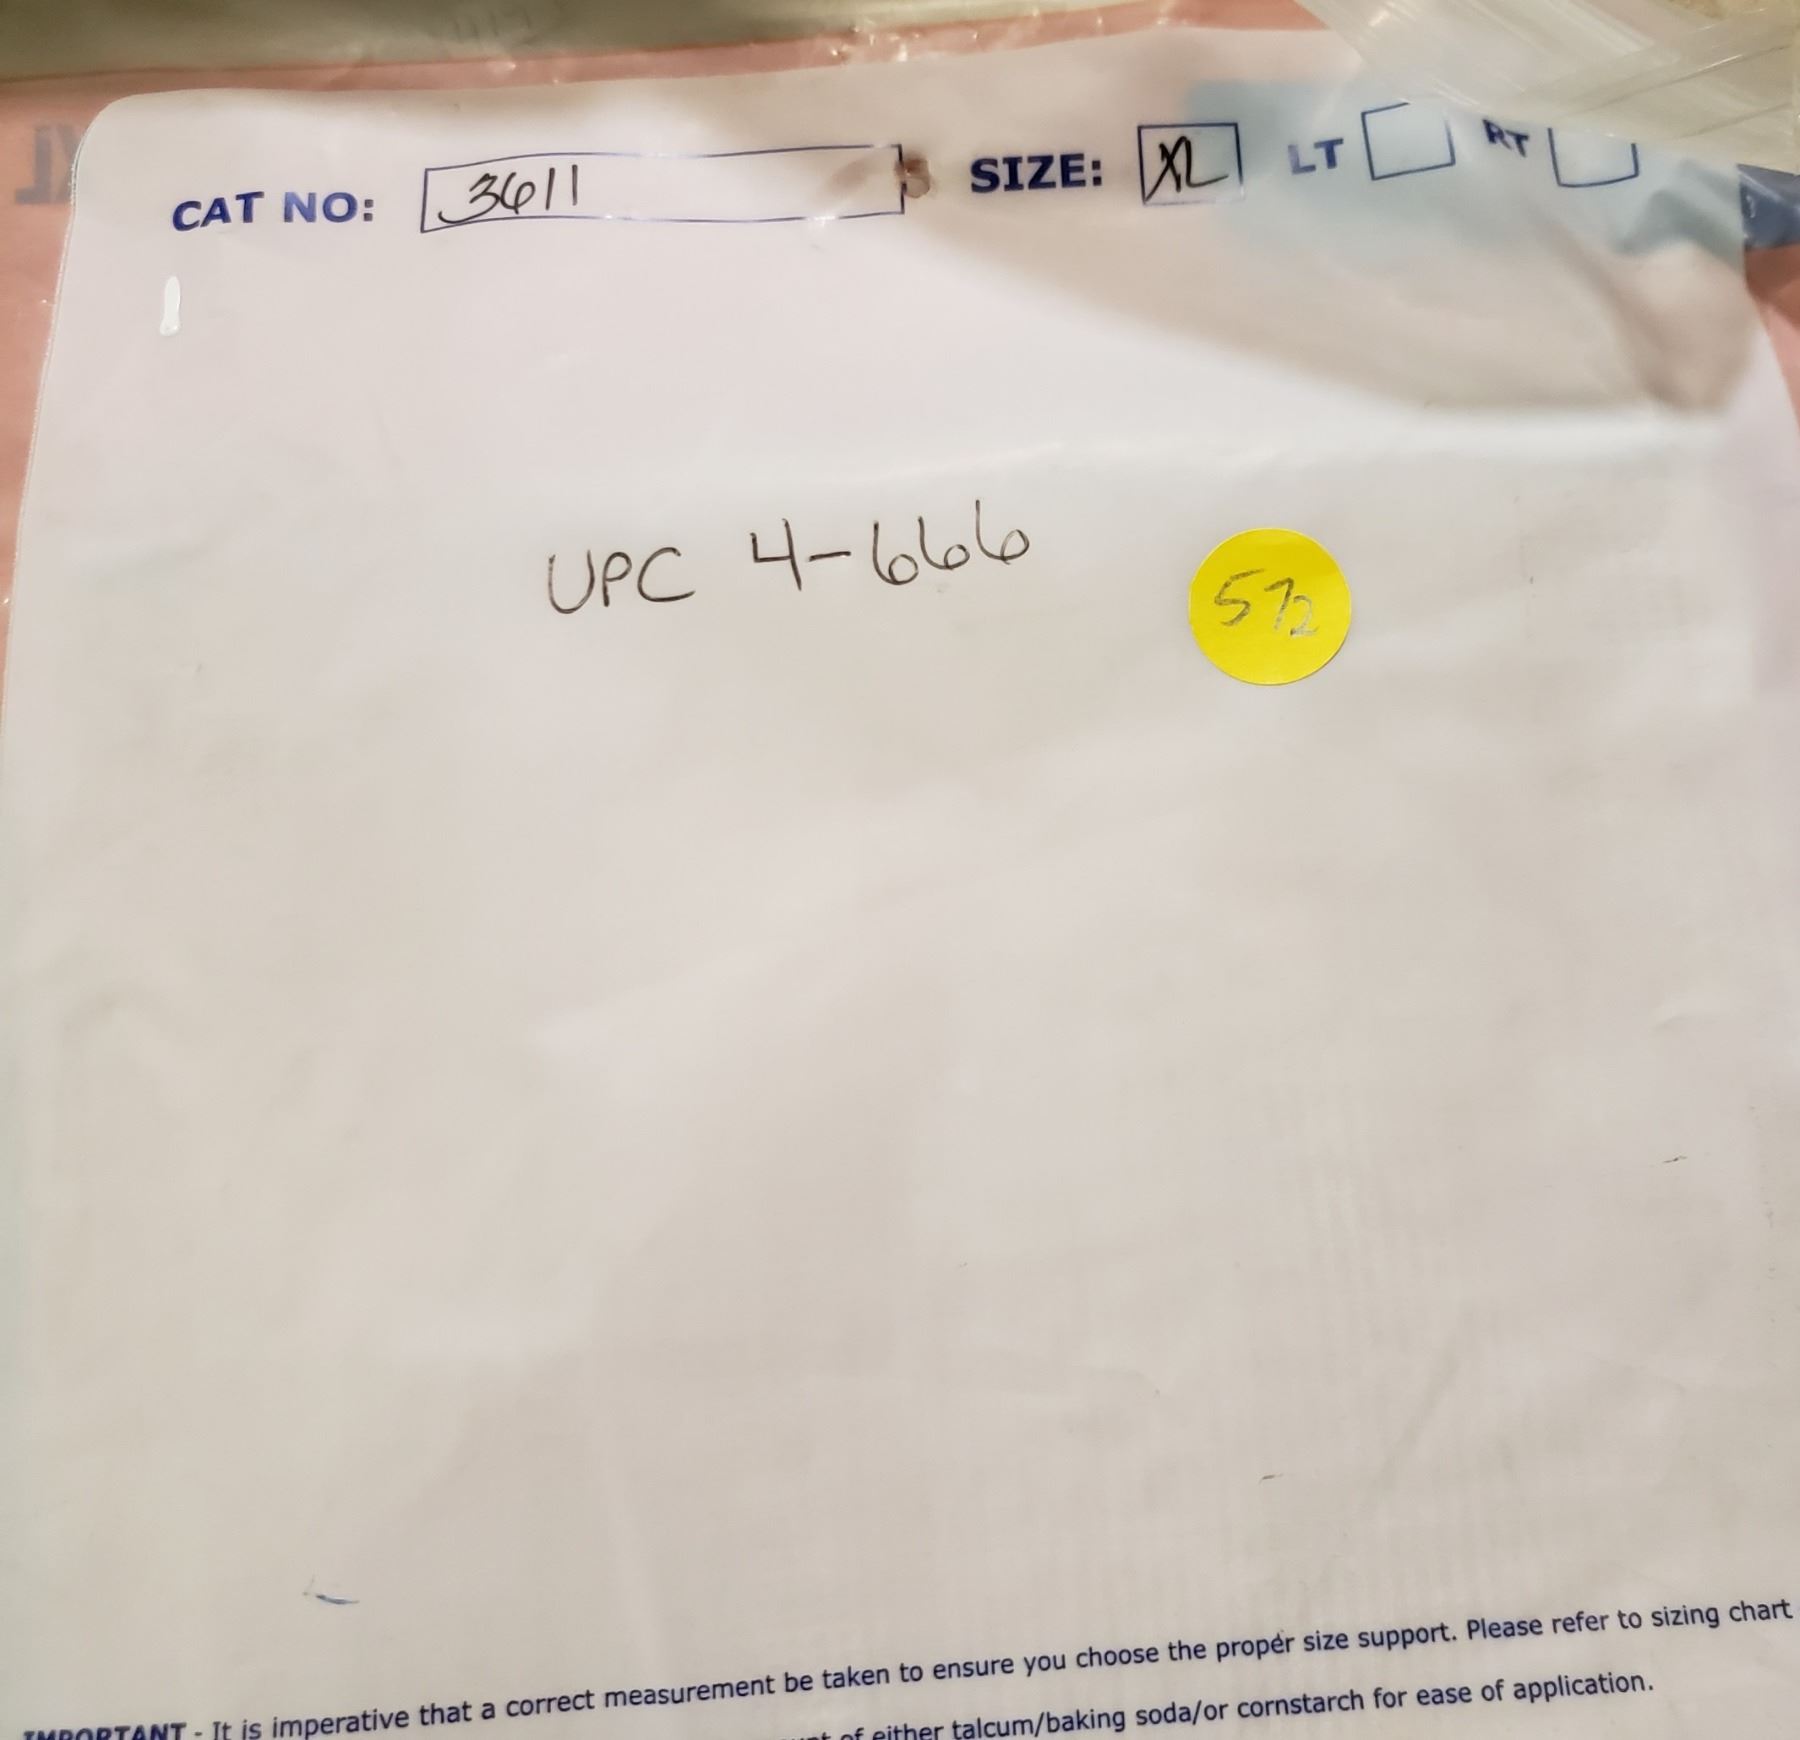 CAT NO: 3611 SIZE: XL LT RT
UPC 4-666
572
IMPORTANT - It is imperative that a correct measurement be taken to ensure you choose the proper size support. Please refer to sizing chart
of either talcum/baking soda/or cornstarch for ease of application.